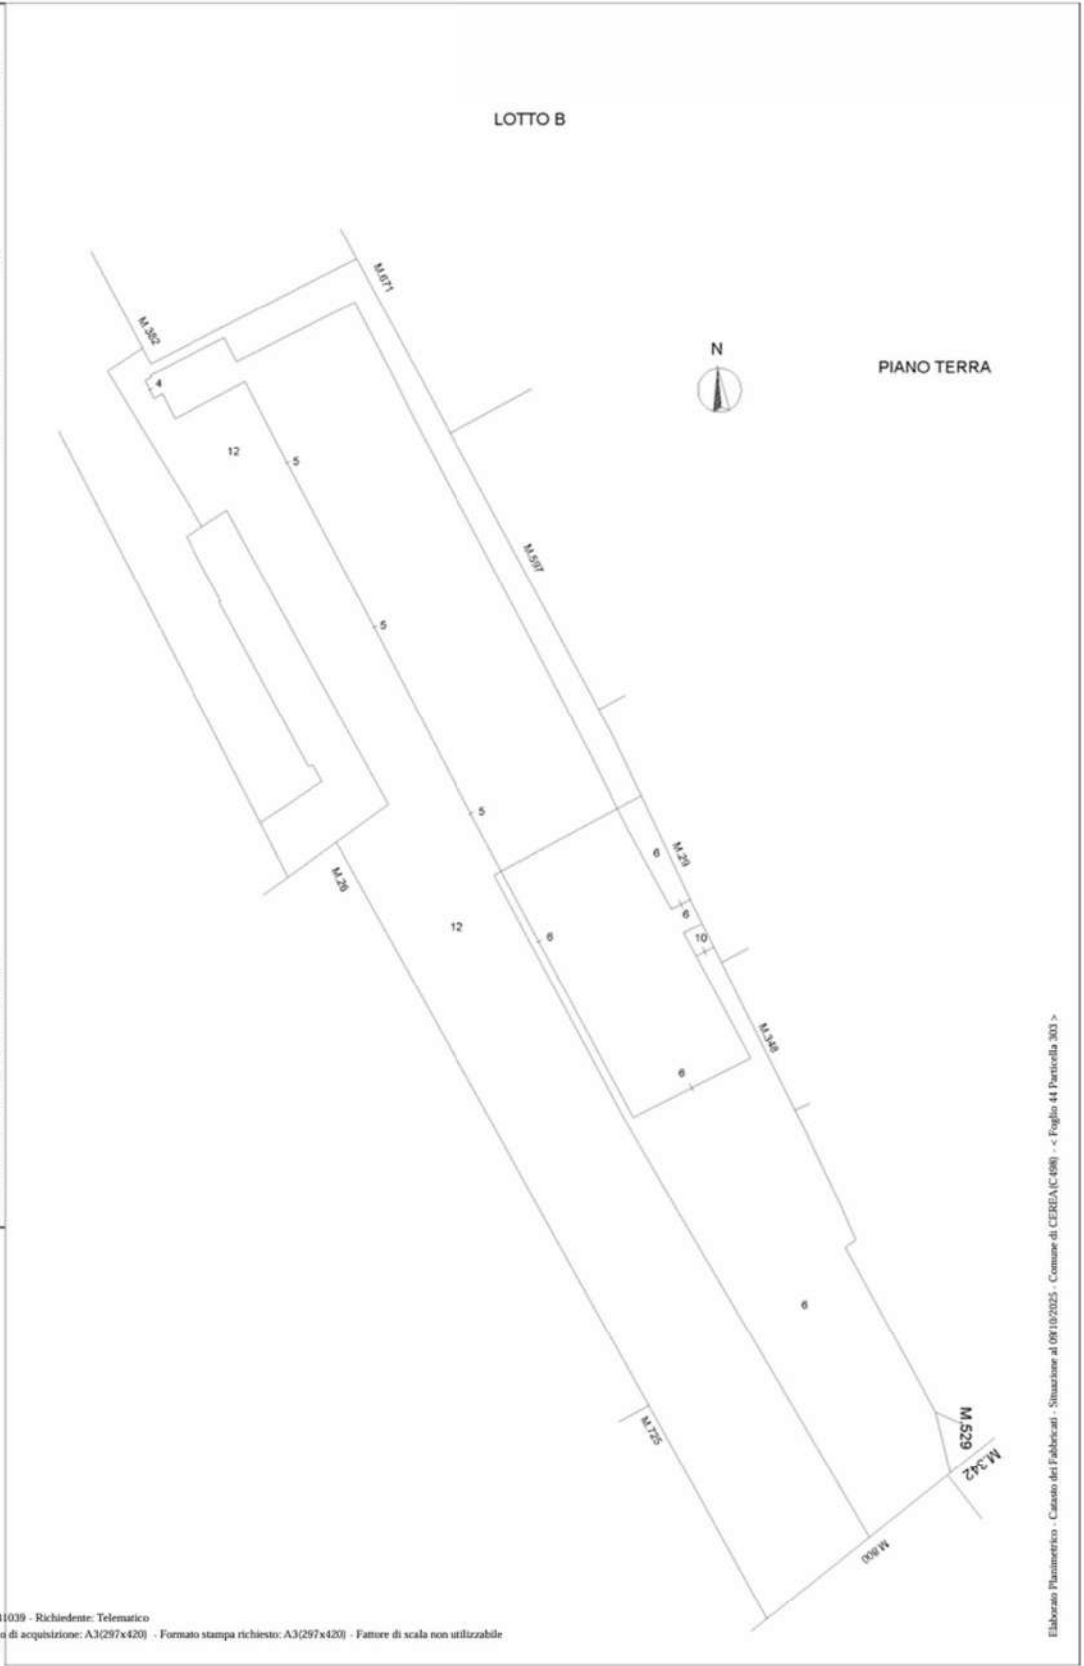 LOTTO B
M.671
M.382
N
PIANO TERRA
4
12
5
M.597
5
5
6
M.29
M.26
6
12
6
10
M.348
6
6
M.725
M.529
M.342
M.800
Elaborato Planimetrico - Catasto dei Fabbricati - Situazione al 09/10/2025 - Comune di CEREA(C498) - < Foglio 44 Particella 303 >
1039 - Richiedente: Telematico
o di acquisizione: A3(297x420) - Formato stampa richiesto: A3(297x420) - Fattore di scala non utilizzabile